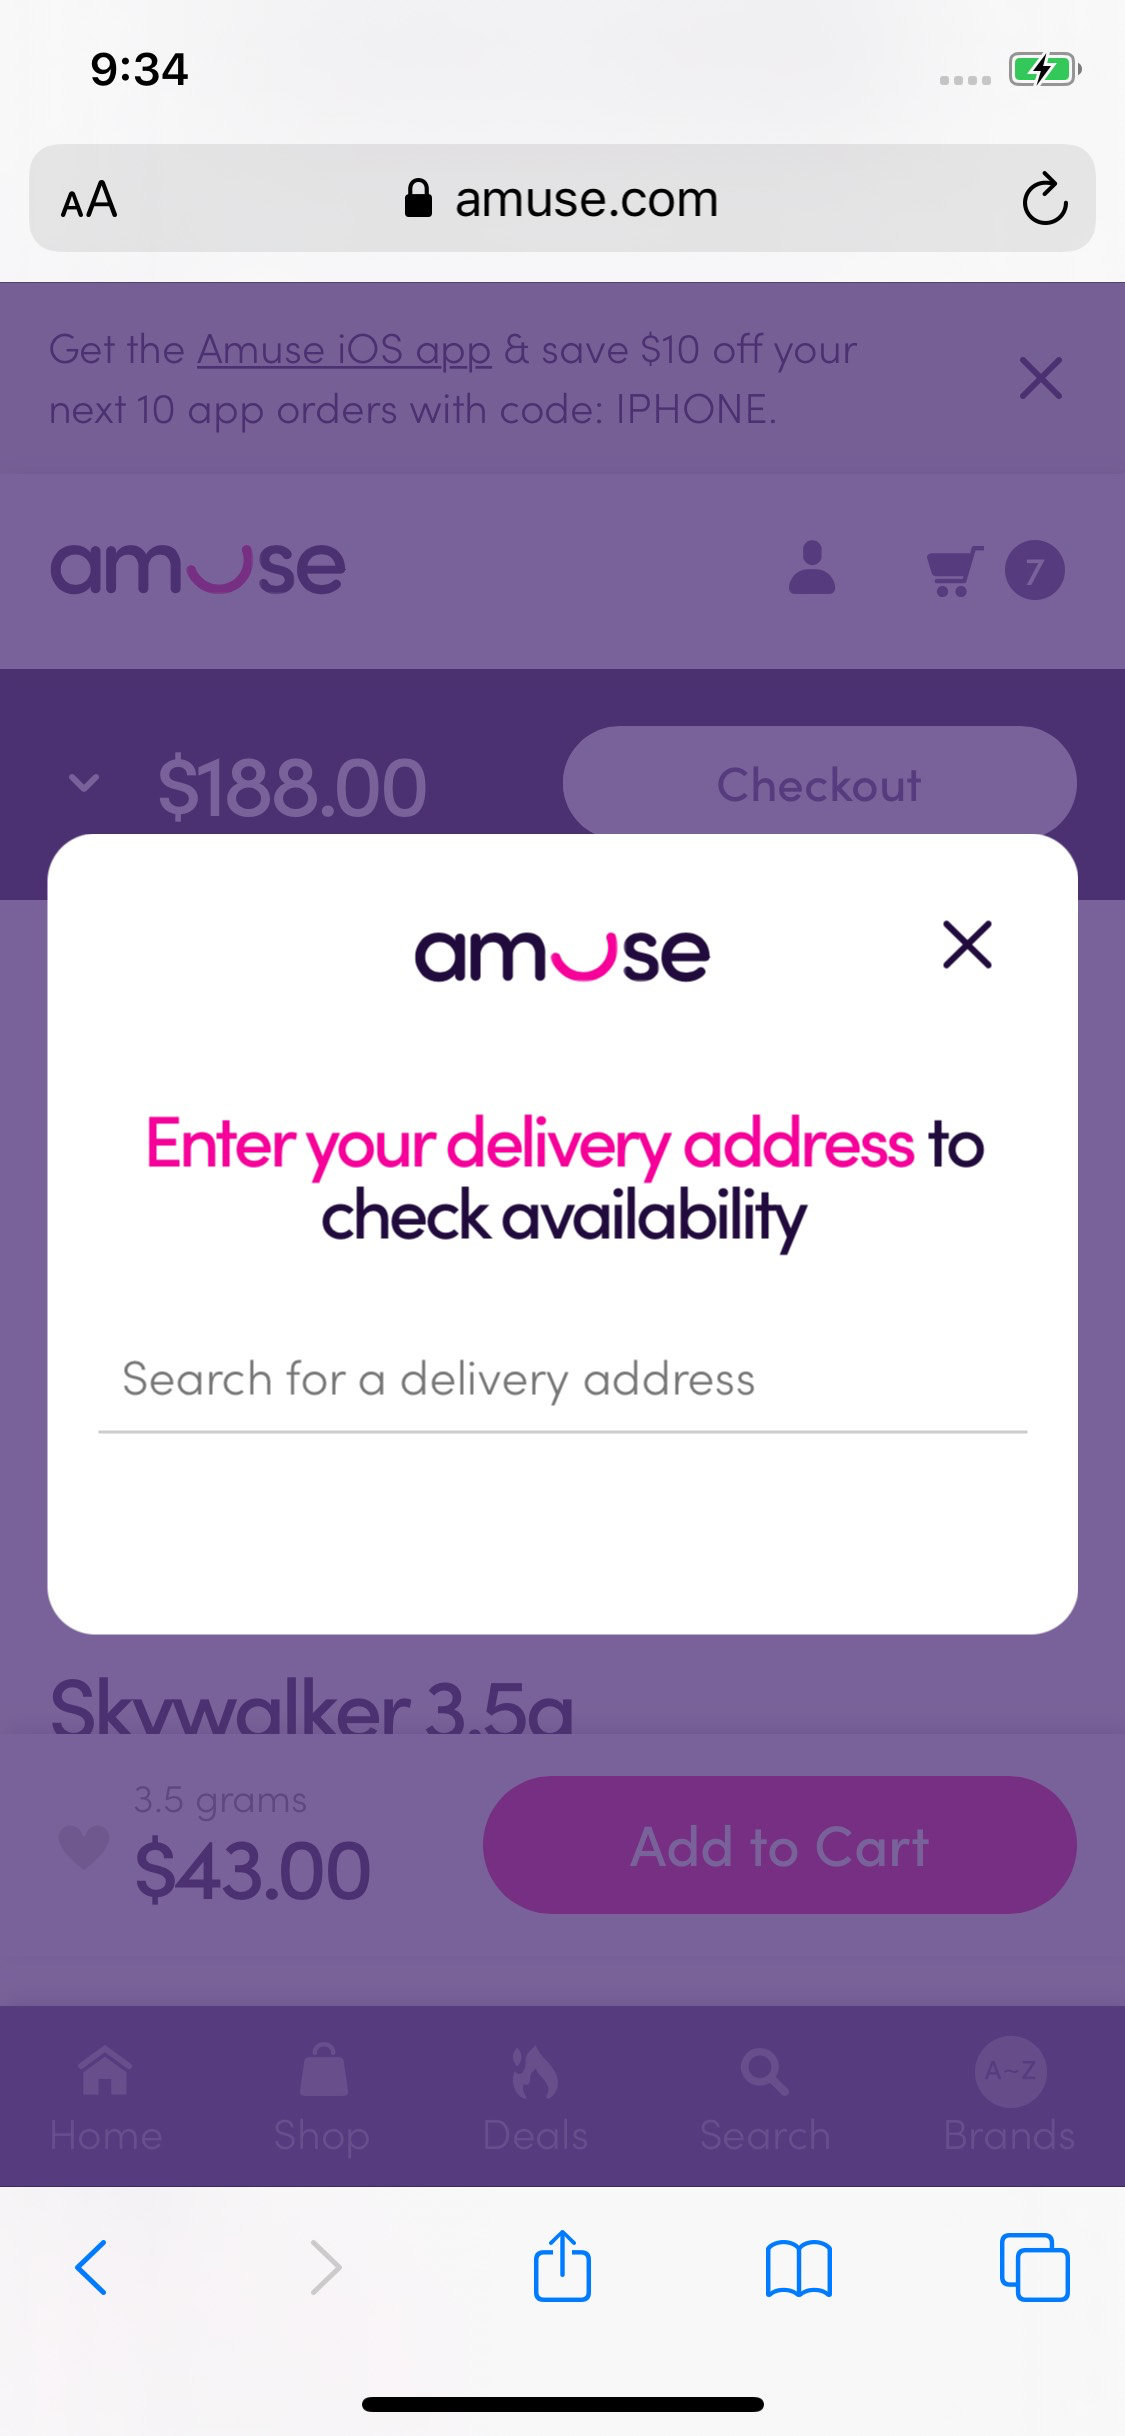 9:34
AA
amuse.com
Get the Amuse iOS app & save $10 off your
next 10 app orders with code: IPHONE.
amuse
7
$188.00
Checkout
amuse
Enter your delivery address to
check availability
Search for a delivery address
Skywalker 3.5g
3.5 grams
$43.00
Add to Cart
A~Z
Home Shop Deals Search Brands